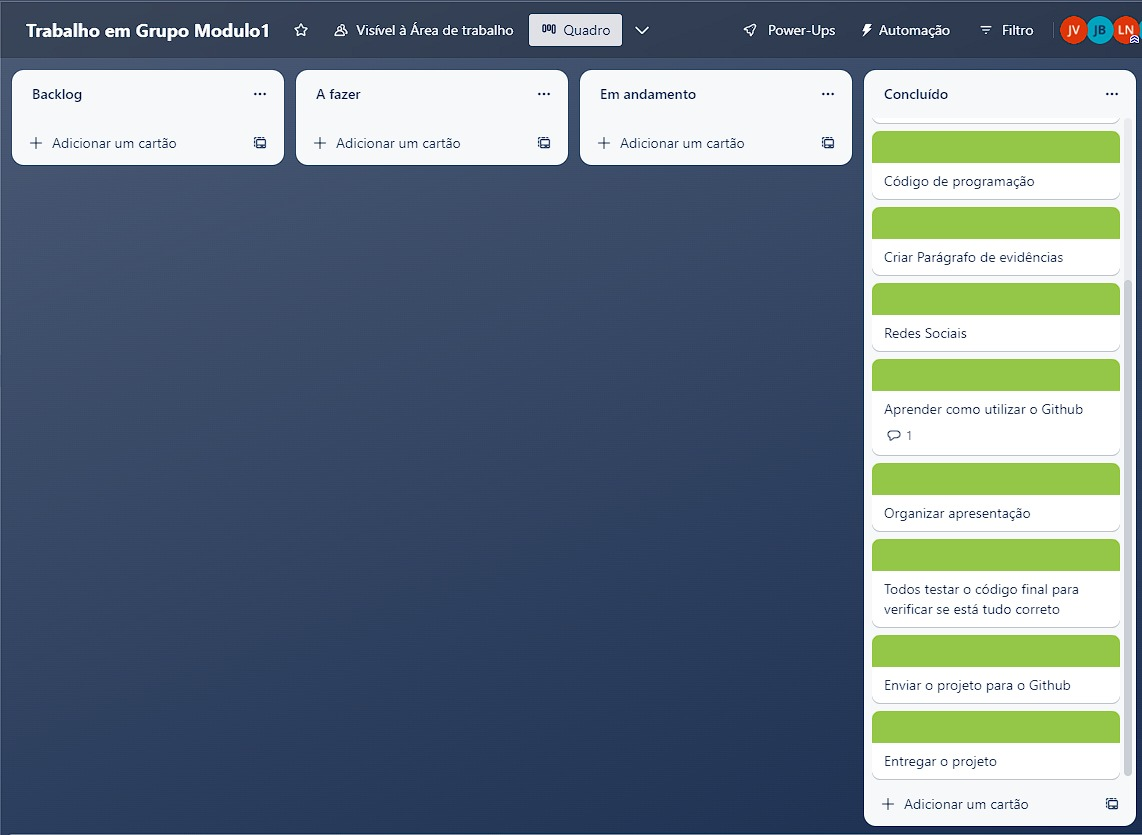 Trabalho em Grupo Modulo1
Visível à Área de trabalho
Quadro
Power-Ups
Automação
Filtro
JV
JB
LN
Backlog
Adicionar um cartão
A fazer
Adicionar um cartão
Em andamento
Adicionar um cartão
Concluído
Código de programação
Criar Parágrafo de evidências
Redes Sociais
Aprender como utilizar o Github
1
Organizar apresentação
Todos testar o código final para
verificar se está tudo correto
Enviar o projeto para o Github
Entregar o projeto
Adicionar um cartão